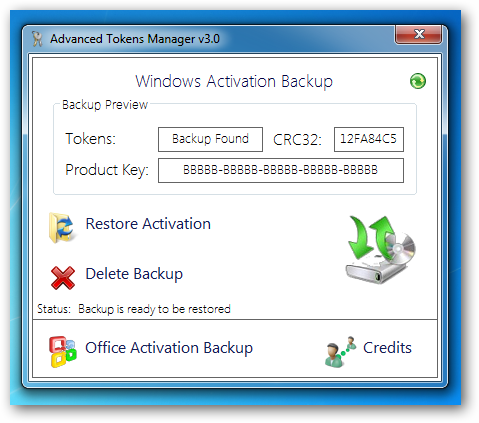 Advanced Tokens Manager v3.0
Windows Activation Backup
Backup Preview
Tokens: Backup Found CRC32: 12FA84C5
Product Key: BBBBB-BBBBB-BBBBB-BBBBB-BBBBB
Restore Activation
Delete Backup
Status: Backup is ready to be restored
Office Activation Backup Credits